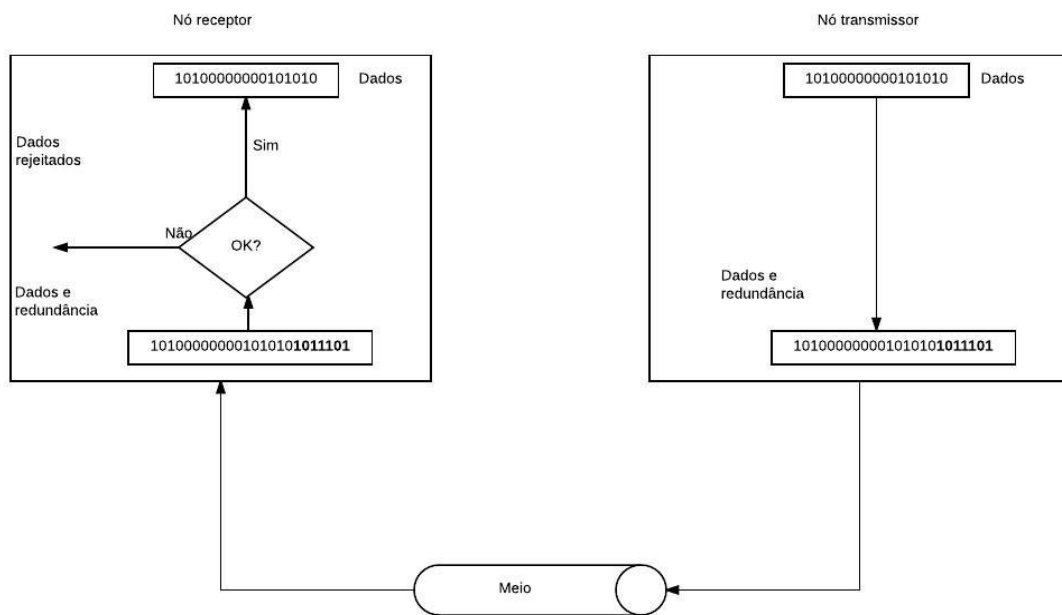 Nó receptor
Nó transmissor
10100000000101010
Dados
10100000000101010
Dados
Dados
rejeitados
Sim
Não
OK?
Dados e
redundância
Dados e
redundância
101000000001010101011101
101000000001010101011101
Meio